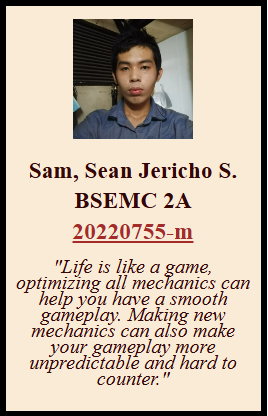 Sam, Sean Jericho S.
BSEMC 2A
20220755-m
"Life is like a game,
optimizing all mechanics can
help you have a smooth
gameplay. Making new
mechanics can also make
your gameplay more
unpredictable and hard to
counter."